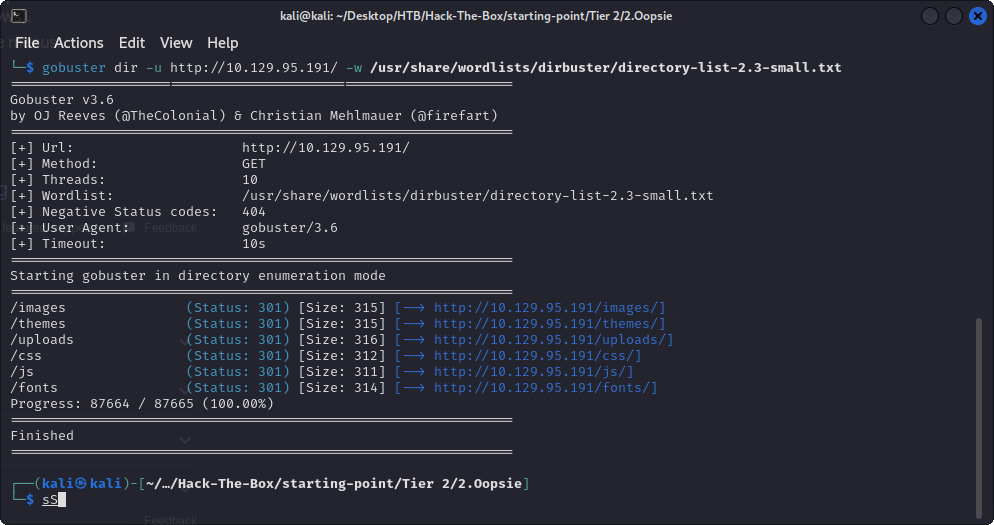 kali@kali: ~/Desktop/HTB/Hack-The-Box/starting-point/Tier 2/2.Oopsie
File Actions Edit View Help
└─$ gobuster dir -u http://10.129.95.191/ -w /usr/share/wordlists/dirbuster/directory-list-2.3-small.txt
===============================================================
Gobuster v3.6
by OJ Reeves (@TheColonial) & Christian Mehlmauer (@firefart)
===============================================================
[+] Url: http://10.129.95.191/
[+] Method: GET
[+] Threads: 10
[+] Wordlist: /usr/share/wordlists/dirbuster/directory-list-2.3-small.txt
[+] Negative Status codes: 404
[+] User Agent: gobuster/3.6
[+] Timeout: 10s
===============================================================
Starting gobuster in directory enumeration mode
===============================================================
/images (Status: 301) [Size: 315] [--> http://10.129.95.191/images/]
/themes (Status: 301) [Size: 315] [--> http://10.129.95.191/themes/]
/uploads (Status: 301) [Size: 316] [--> http://10.129.95.191/uploads/]
/css (Status: 301) [Size: 312] [--> http://10.129.95.191/css/]
/js (Status: 301) [Size: 311] [--> http://10.129.95.191/js/]
/fonts (Status: 301) [Size: 314] [--> http://10.129.95.191/fonts/]
Progress: 87664 / 87665 (100.00%)
===============================================================
Finished
===============================================================
┌──(kali㉿kali)-[~/…/Hack-The-Box/starting-point/Tier 2/2.Oopsie]
└─$ sS
Feedback
Feedback